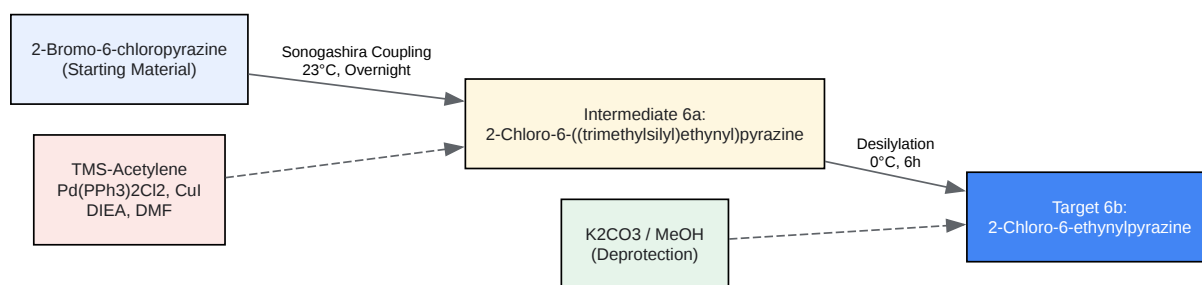 2-Bromo-6-chloropyrazine
(Starting Material)
Sonogashira Coupling
23°C, Overnight
TMS-Acetylene
Pd(PPh3)2Cl2, CuI
DIEA, DMF
Intermediate 6a:
2-Chloro-6-((trimethylsilyl)ethynyl)pyrazine
Desilylation
0°C, 6h
K2CO3 / MeOH
(Deprotection)
Target 6b:
2-Chloro-6-ethynylpyrazine